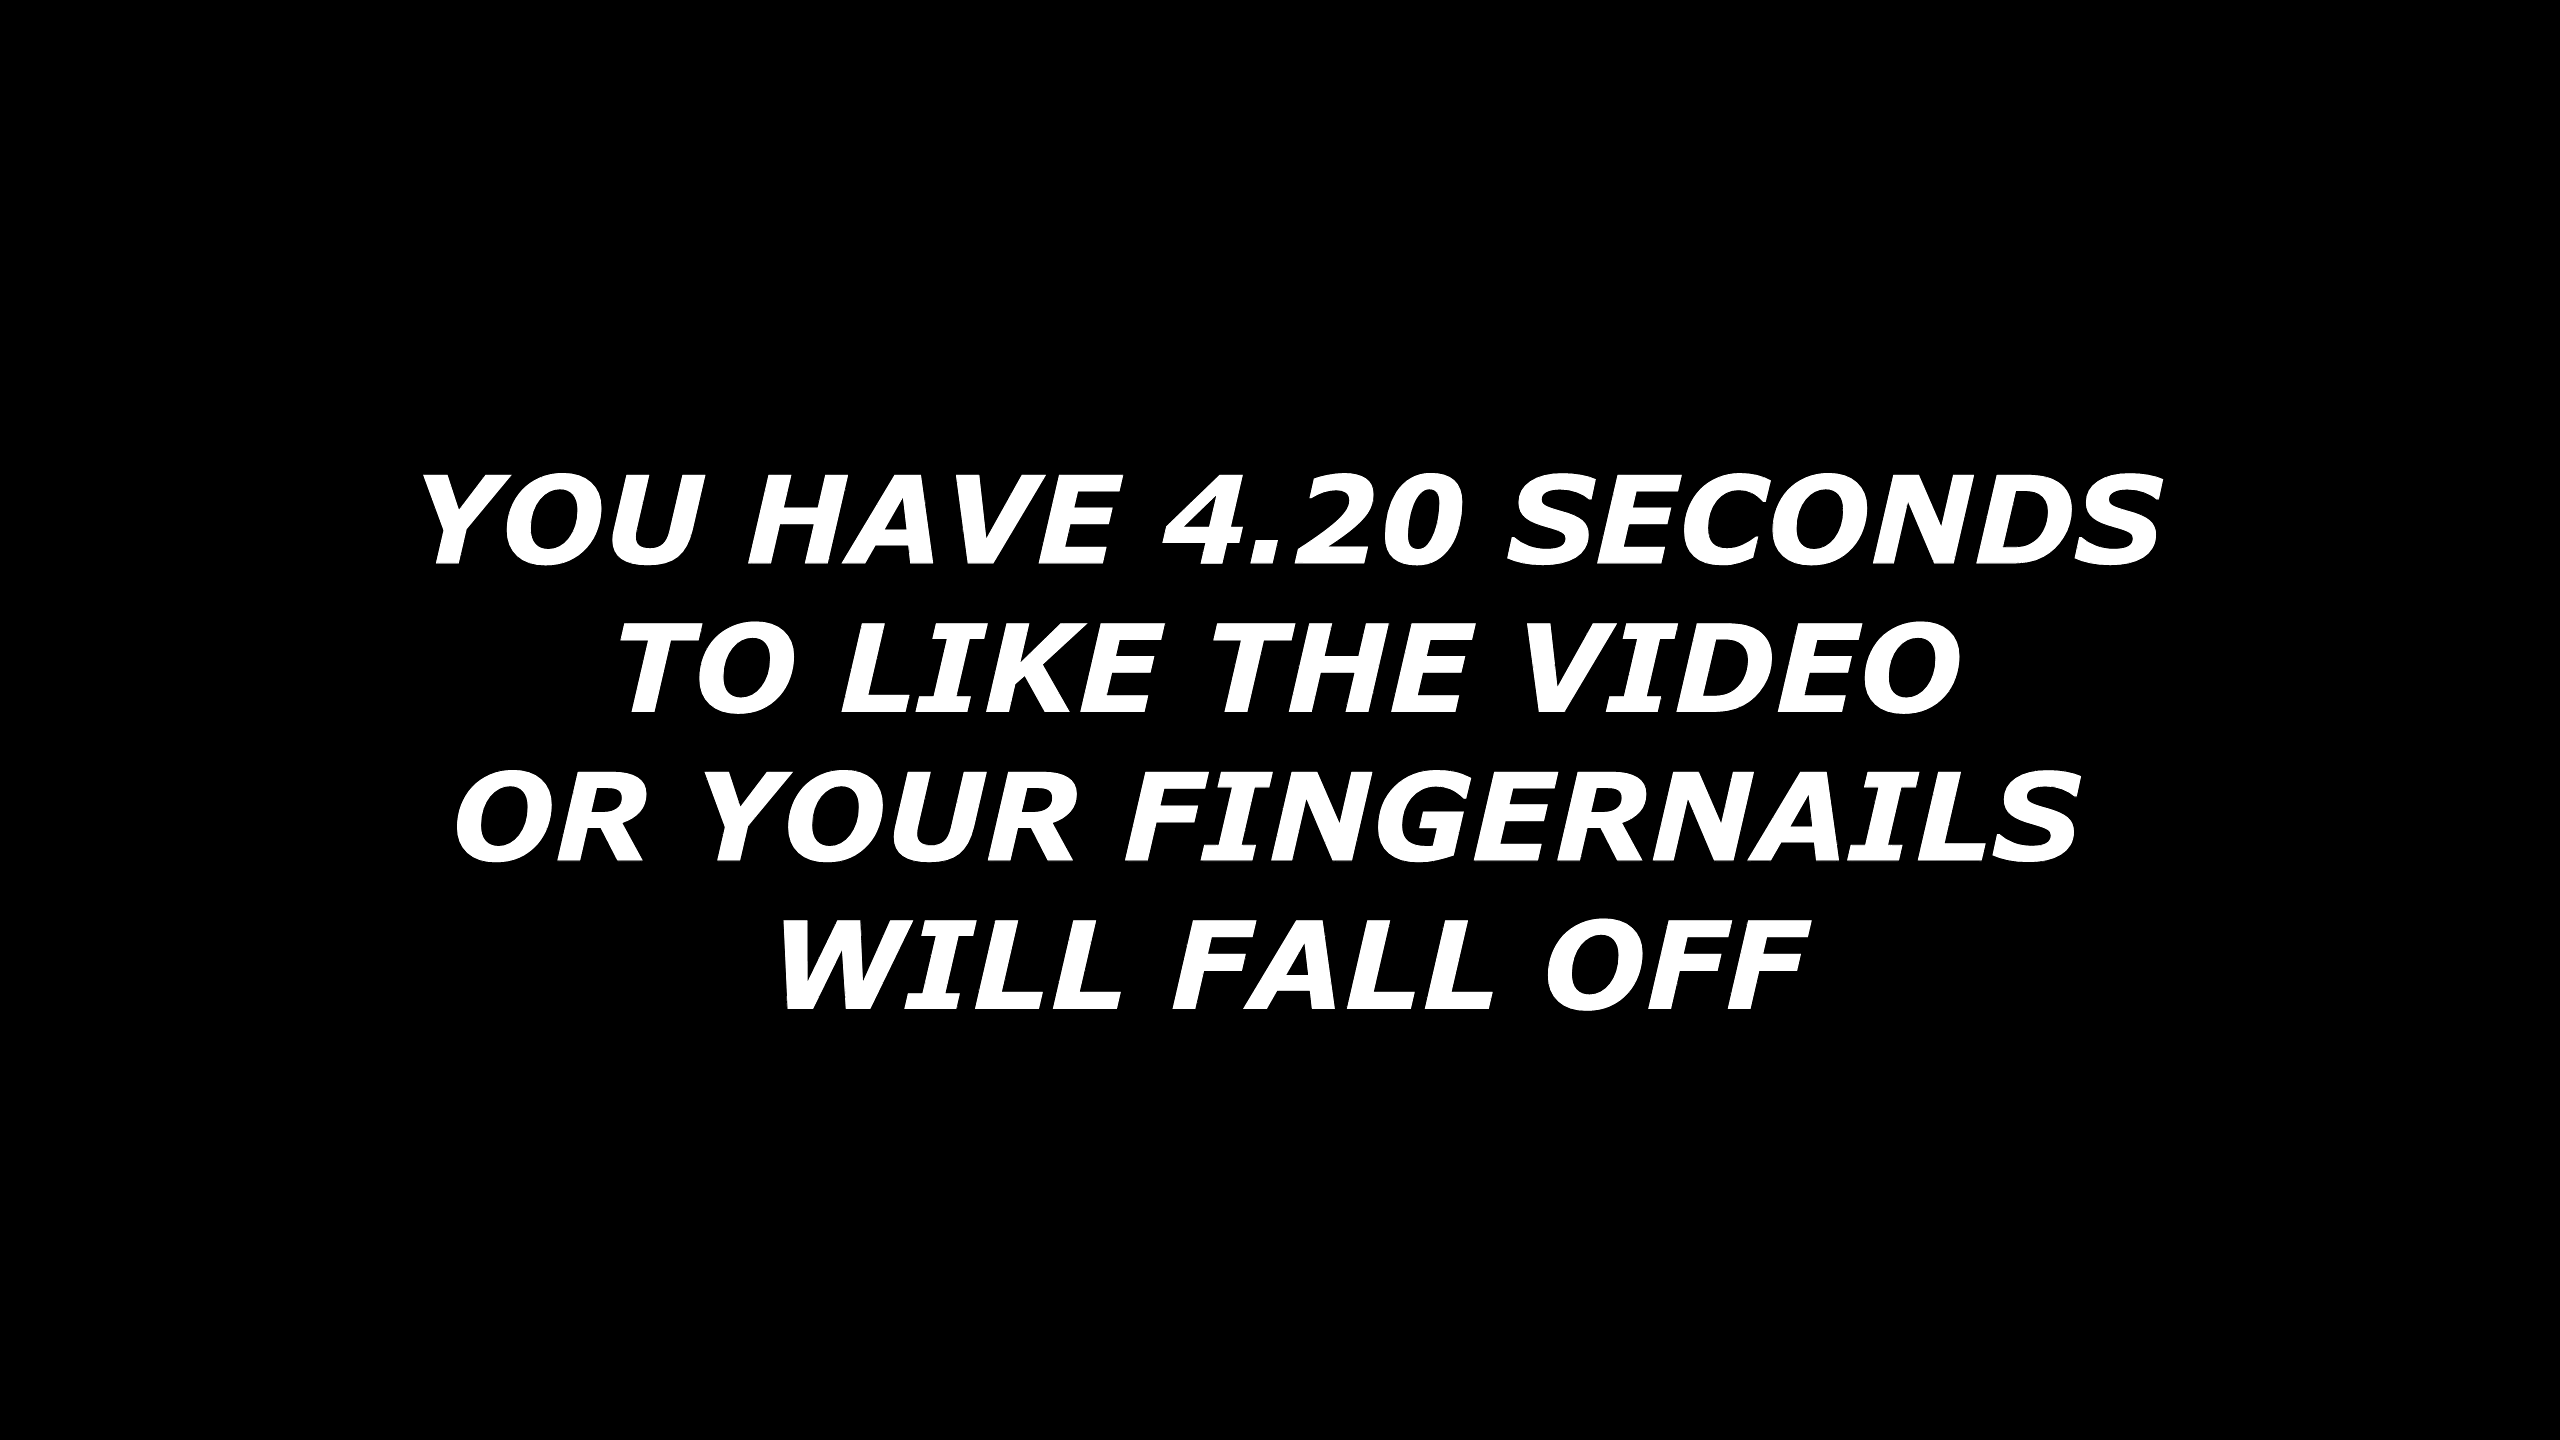 YOU HAVE 4.20 SECONDS
TO LIKE THE VIDEO
OR YOUR FINGERNAILS
WILL FALL OFF